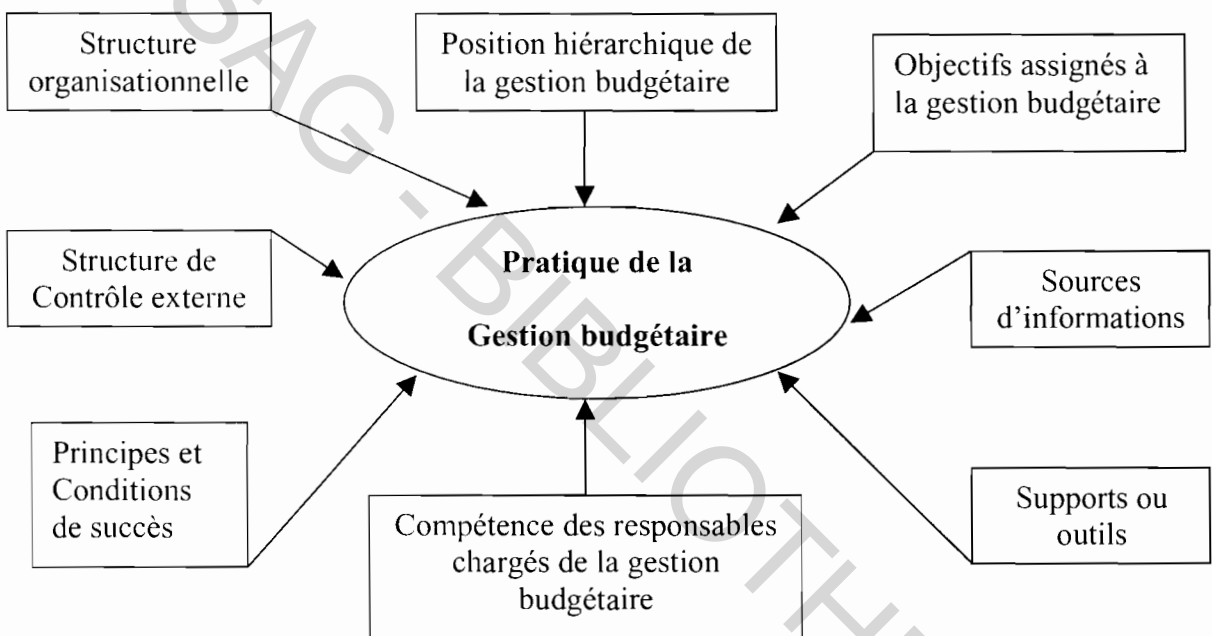 Structure
organisationnelle
Position hiérarchique de
la gestion budgétaire
Objectifs assignés à
la gestion budgétaire
Structure de
Contrôle externe
Pratique de la
Gestion budgétaire
Sources
d'informations
Principes et
Conditions
de succès
Compétence des responsables
chargés de la gestion
budgétaire
Supports ou
outils
SAG - BIBLIOTH